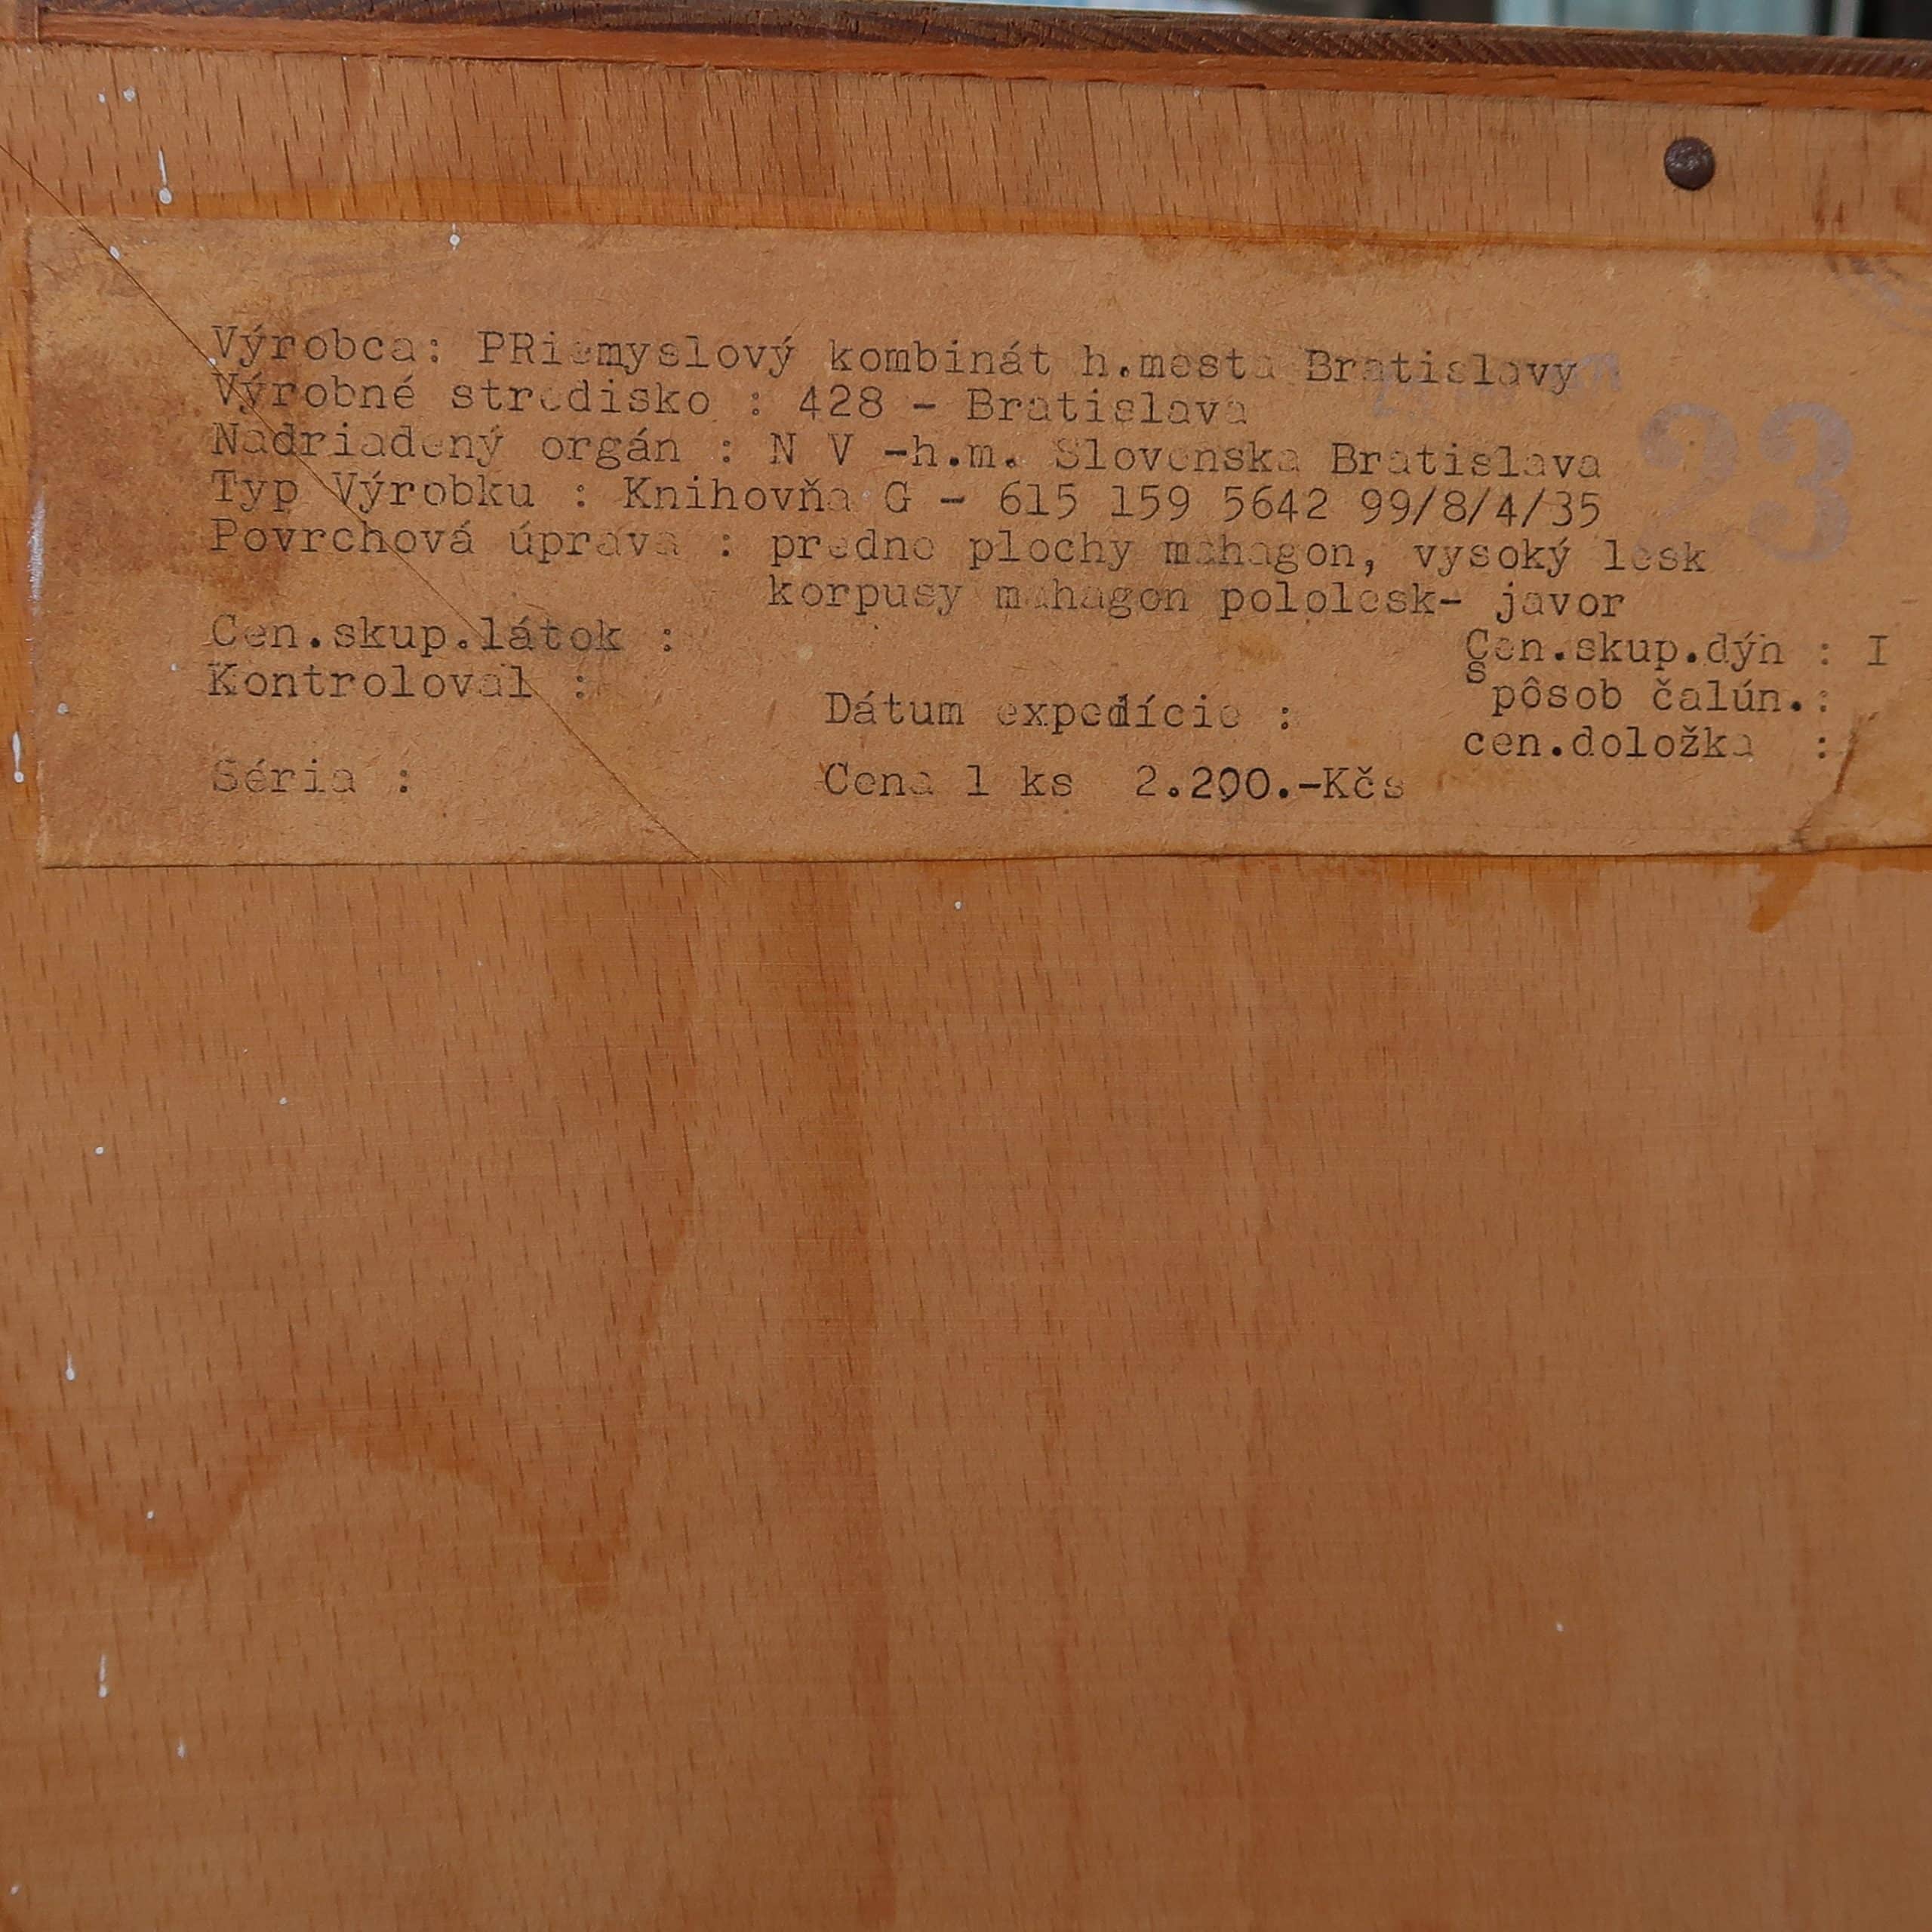 Výrobca: PRiemyslový kombinát h.mesta Bratislavy
Výrobné stredisko : 428 - Bratislava
Nadriadený orgán : N V -h.m. Slovenska Bratislava
Typ Výrobku : Knihovňa G - 615 159 5642 99/8/4/35
Povrchová úprava : predne plochy mahagon, vysoký lesk
korpusy mahagon pololesk- javor
Cen.skup.látok :
Cen.skup.dýn : I
Kontroloval :
Spôsob čalún.:
Dátum expedície :
cen.doložka :
Séria :
Cena 1 ks 2.200.-Kčs
23